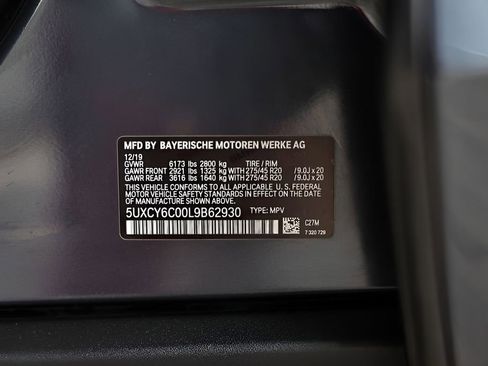 MFD BY BAYERISCHE MOTOREN WERKE AG
12/19
GVWR 6173 lbs 2800 kg TIRE / RIM
GAWR FRONT 2921 lbs 1325 kg WITH 275/45 R20 / 9.0J x 20
GAWR REAR 3616 lbs 1640 kg WITH 275/45 R20 / 9.0J x 20
THIS VEHICLE CONFORMS TO ALL APPLICABLE U. S. FEDERAL
MOTOR VEHICLE SAFETY STANDARDS IN EFFECT ON THE DATE
OF MANUFACTURE SHOWN ABOVE.
5UXCY6C00L9B62930 TYPE: MPV
C27M
7 320 729